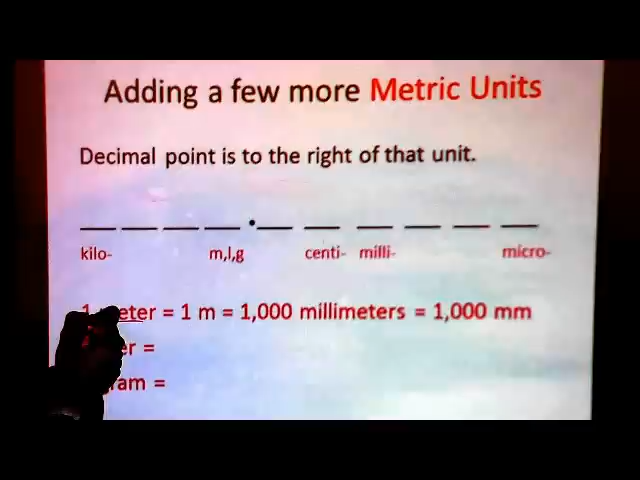 Adding a few more Metric Units
Decimal point is to the right of that unit.
kilo- m,l,g centi- milli- micro-
1 meter = 1 m = 1,000 millimeters = 1,000 mm
er =
ram =